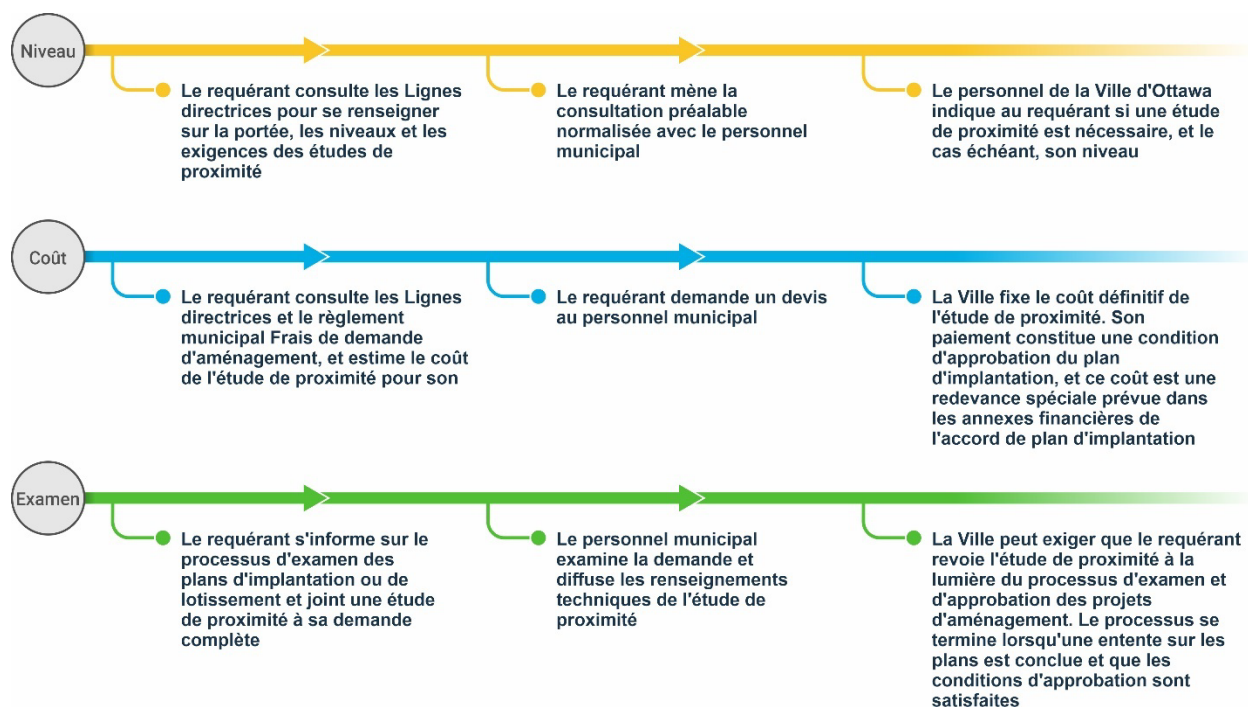 Niveau
Le requérant consulte les Lignes
directrices pour se renseigner
sur la portée, les niveaux et les
exigences des études de
proximité
Le requérant mène la
consultation préalable
normalisée avec le personnel
municipal
Le personnel de la Ville d'Ottawa
indique au requérant si une étude
de proximité est nécessaire, et le
cas échéant, son niveau
Coût
Le requérant consulte les Lignes
directrices et le règlement
municipal Frais de demande
d'aménagement, et estime le coût
de l'étude de proximité pour son
Le requérant demande un devis
au personnel municipal
La Ville fixe le coût définitif de
l'étude de proximité. Son
paiement constitue une condition
d'approbation du plan
d'implantation, et ce coût est une
redevance spéciale prévue dans
les annexes financières de
l'accord de plan d'implantation
Examen
Le requérant s'informe sur le
processus d'examen des
plans d'implantation ou de
lotissement et joint une étude
de proximité à sa demande
complète
Le personnel municipal
examine la demande et
diffuse les renseignements
techniques de l'étude de
proximité
La Ville peut exiger que le requérant
revoie l'étude de proximité à la
lumière du processus d'examen et
d'approbation des projets
d'aménagement. Le processus se
termine lorsqu'une entente sur les
plans est conclue et que les
conditions d'approbation sont
satisfaites